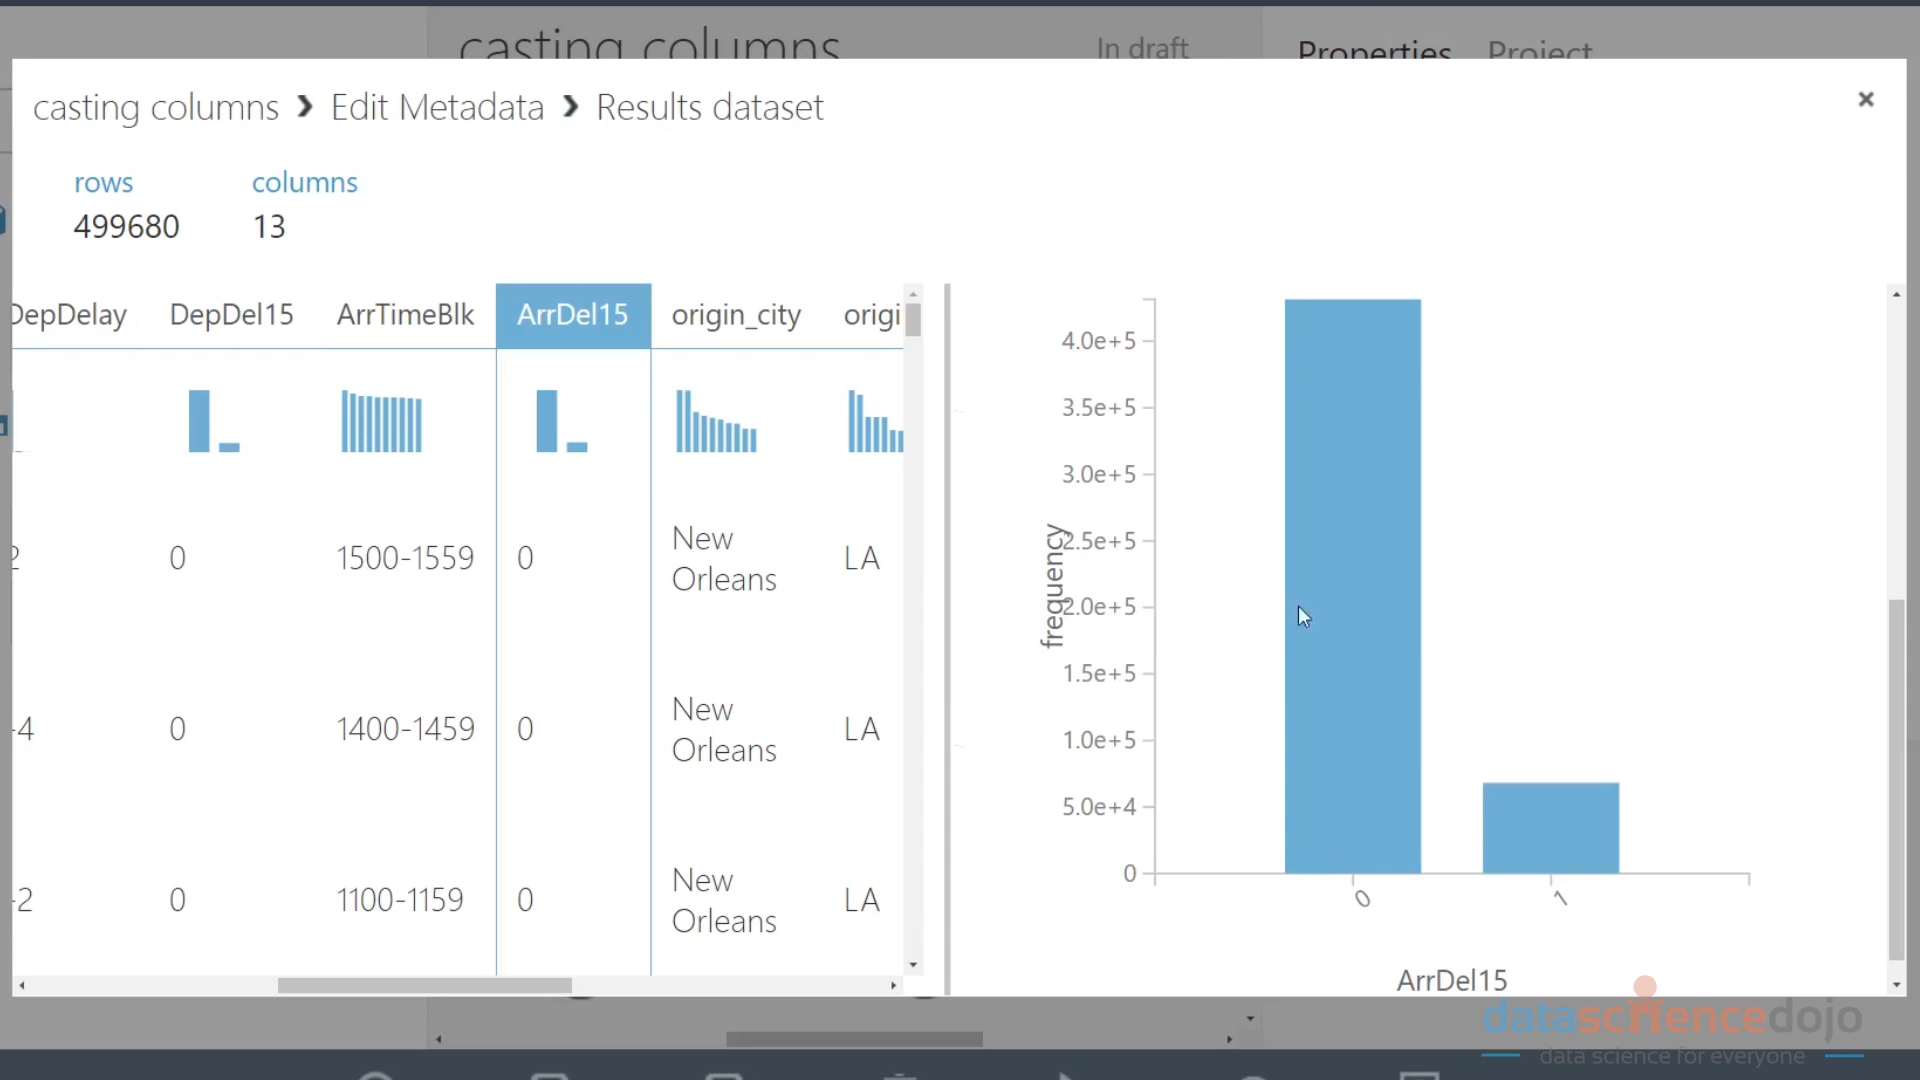 casting columns
In draft
Properties Project
casting columns > Edit Metadata > Results dataset
rows columns
499680 13
DepDelay DepDel15 ArrTimeBlk ArrDel15 origin_city origi
2 0 1500-1559 0 New Orleans LA
-4 0 1400-1459 0 New Orleans LA
-2 0 1100-1159 0 New Orleans LA
frequency
4.0e+5
3.5e+5
3.0e+5
2.5e+5
2.0e+5
1.5e+5
1.0e+5
5.0e+4
0
0 1
ArrDel15
datasciencedojo
data science for everyone